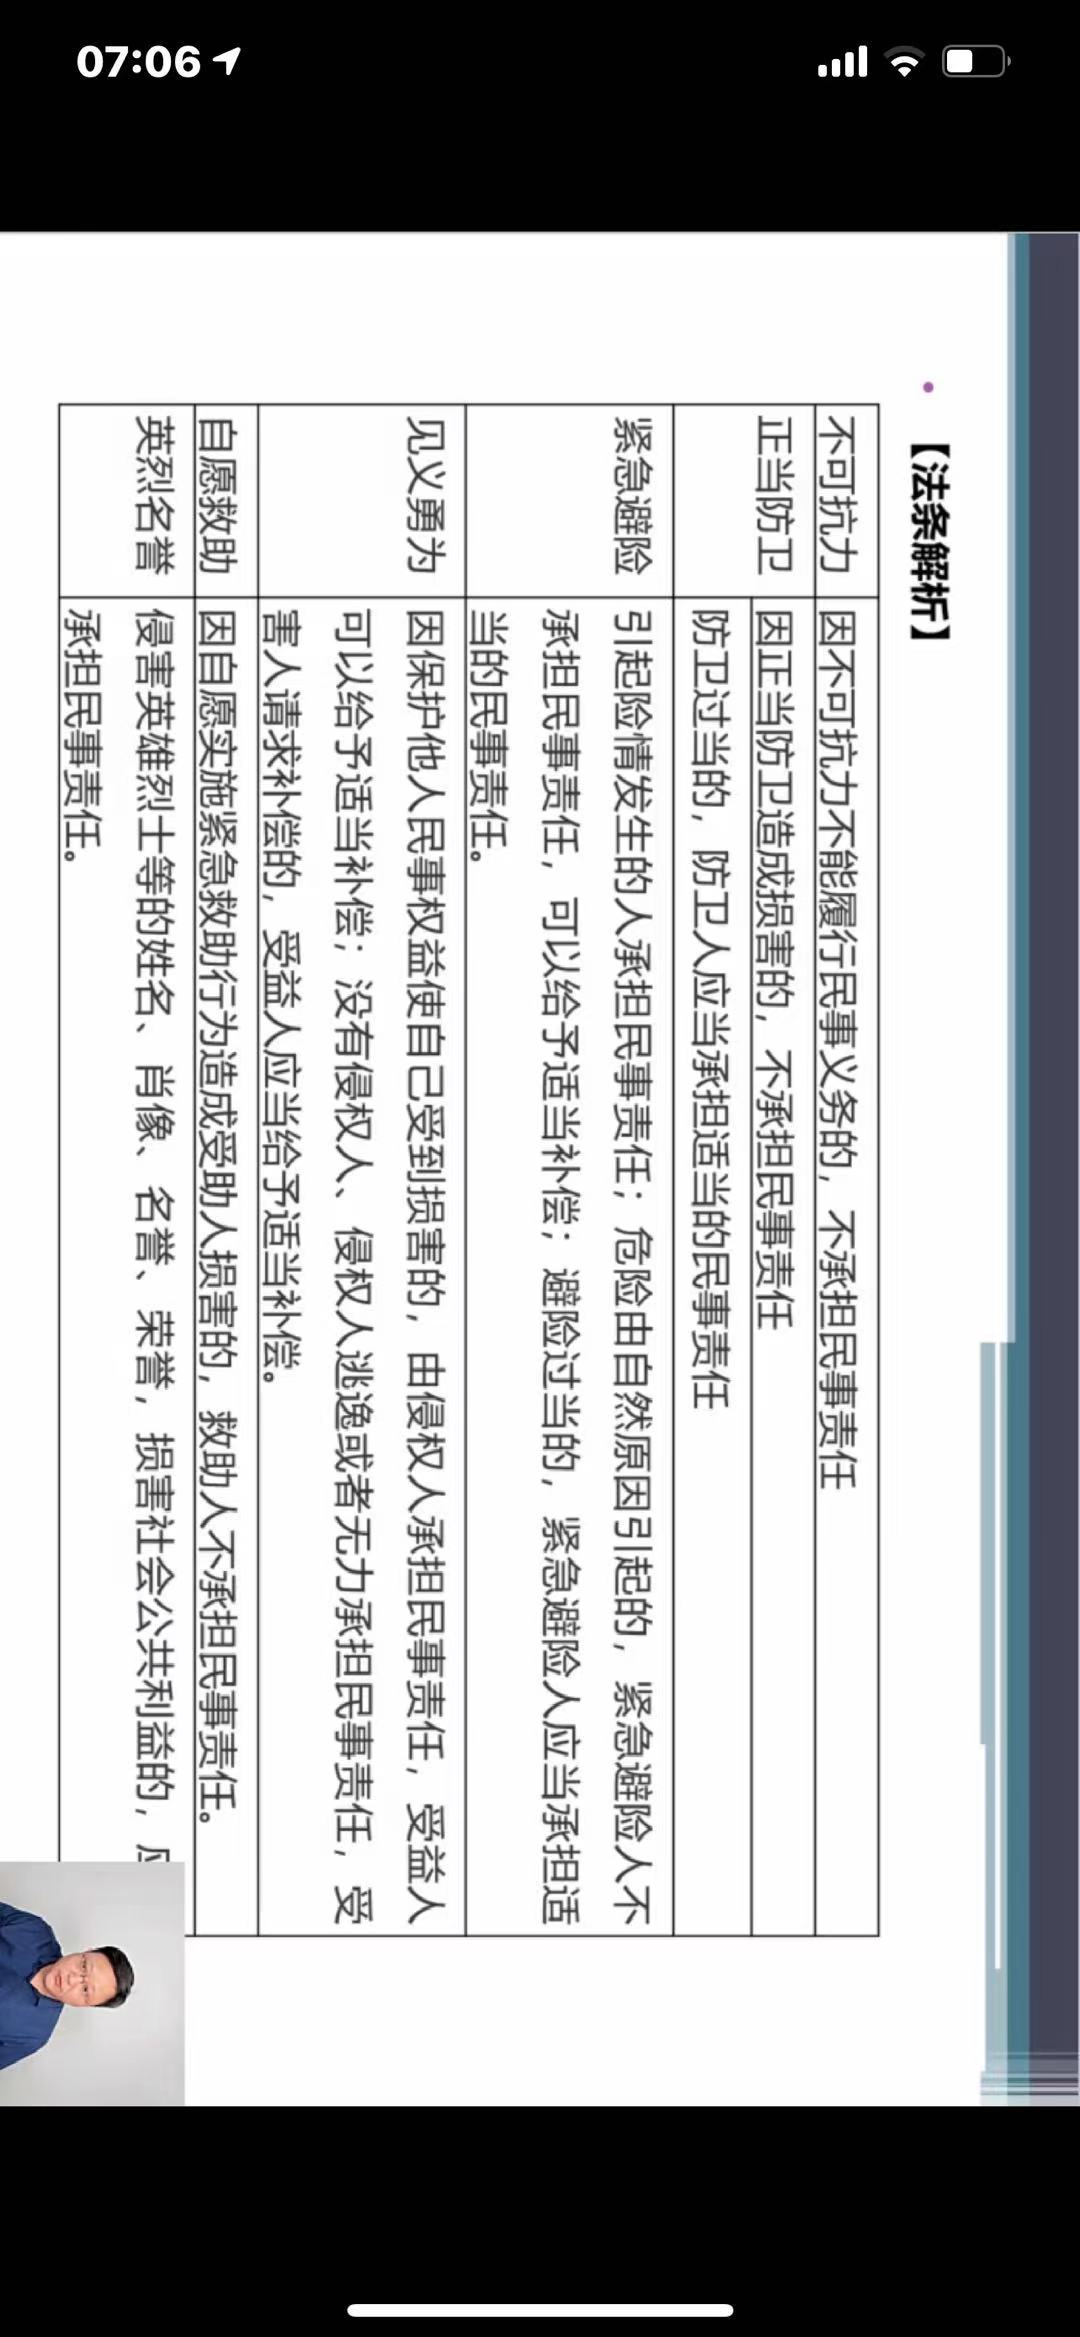 07:06
【法条解析】
不可抗力
因不可抗力不能履行民事义务的，不承担民事责任
正当防卫
因正当防卫造成损害的，不承担民事责任
防卫过当的，防卫人应当承担适当的民事责任
紧急避险
引起险情发生的人承担民事责任；危险由自然原因引起的，紧急避险人不
承担民事责任，可以给予适当补偿；避险过当的，紧急避险人应当承担适
当的民事责任。
见义勇为
因保护他人民事权益使自己受到损害的，由侵权人承担民事责任，受益人
可以给予适当补偿；没有侵权人、侵权人逃逸或者无力承担民事责任，受
害人请求补偿的，受益人应当给予适当补偿。
自愿救助
因自愿实施紧急救助行为造成受助人损害的，救助人不承担民事责任。
英烈名誉
侵害英雄烈士等的姓名、肖像、名誉、荣誉，损害社会公共利益的，
承担民事责任。